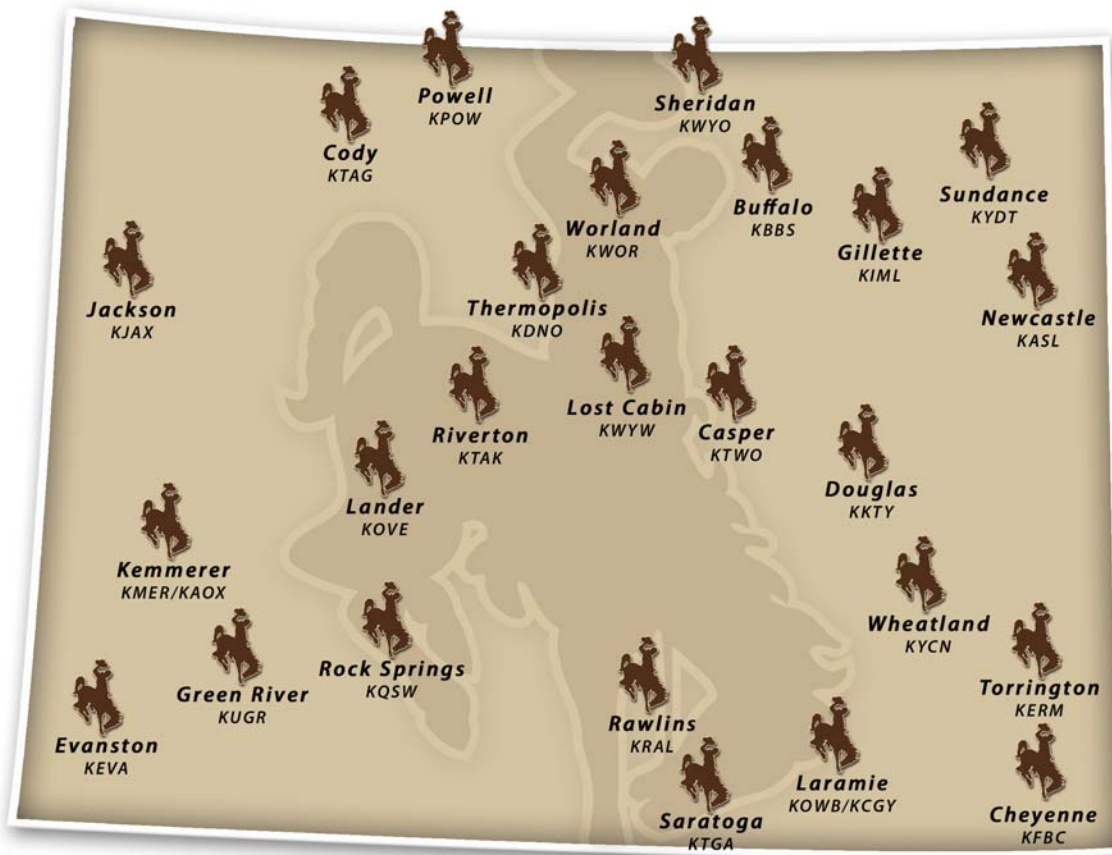 Powell
KPOW
Sheridan
KWYO
Cody
KTAG
Sundance
KYDT
Buffalo
KBBS
Worland
KWOR
Gillette
KIML
Jackson
KJAX
Thermopolis
KDNO
Newcastle
KASL
Lost Cabin
KWYW
Riverton
KTAK
Casper
KTWO
Douglas
KKTY
Lander
KOVE
Kemmerer
KMER/KAOX
Wheatland
KYCN
Rock Springs
KQSW
Green River
KUGR
Torrington
KERM
Rawlins
KRAL
Evanston
KEVA
Laramie
KOWB/KCGY
Saratoga
KTGA
Cheyenne
KFBC